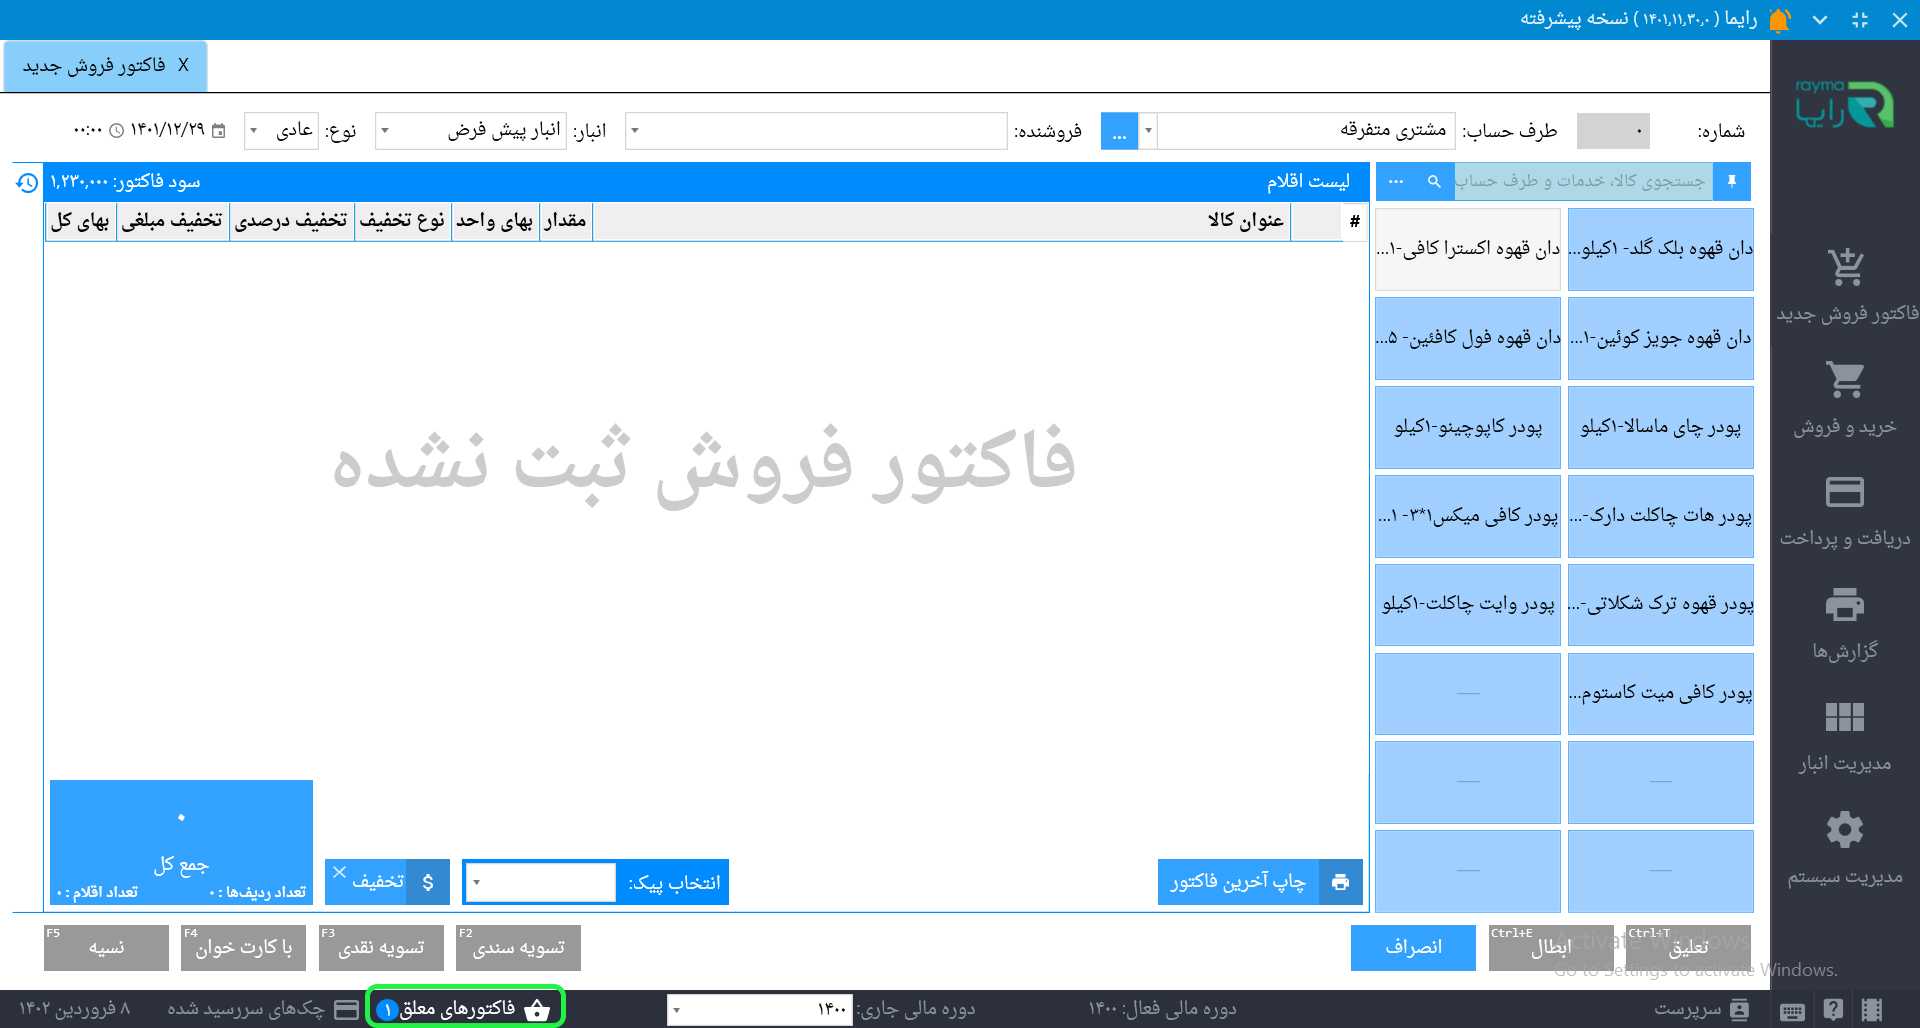 رایما ( ۱۴۰۱,۱۱,۳۰,۰ ) نسخه پیشرفته
X فاکتور فروش جدید
rayma
رایما
شماره: ۰ طرف حساب: مشتری متفرقه ... فروشنده: انبار: انبار پیش فرض نوع: عادی ۱۴۰۱/۱۲/۲۹ ۰۰:۰۰
جستجوی کالا، خدمات و طرف حساب ...
لیست اقلام سود فاکتور: ۱,۲۳۰,۰۰۰
# عنوان کالا مقدار بهای واحد نوع تخفیف تخفیف درصدی تخفیف مبلغی بهای کل
دان قهوه بلک گلد- ۱کیلو... دان قهوه اکسترا کافی-۱...
دان قهوه جویز کوئین-۱... دان قهوه فول کافئین- ۵...
پودر چای ماسالا-۱کیلو پودر کاپوچینو-۱کیلو
پودر هات چاکلت دارک-... پودر کافی میکس۱*۳- ۱...
پودر قهوه ترک شکلاتی-... پودر وایت چاکلت-۱کیلو
پودر کافی میت کاستوم... —
— —
— —
فاکتور فروش ثبت نشده
چاپ آخرین فاکتور انتخاب پیک: $ تخفیف
۰
جمع کل
تعداد ردیف‌ها : ۰ تعداد اقلام : ۰
Ctrl+T تعلیق Ctrl+E ابطال انصراف F2 تسویه سندی F3 تسویه نقدی F4 با کارت خوان F5 نسیه
Activate Windows
Go to Settings to activate Windows.
فاکتور فروش جدید
خرید و فروش
دریافت و پرداخت
گزارش‌ها
مدیریت انبار
مدیریت سیستم
سرپرست دوره مالی فعال: ۱۴۰۰ دوره مالی جاری: ۱۴۰۰ فاکتورهای معلق ۱ چک‌های سررسید شده ۸ فروردین ۱۴۰۲